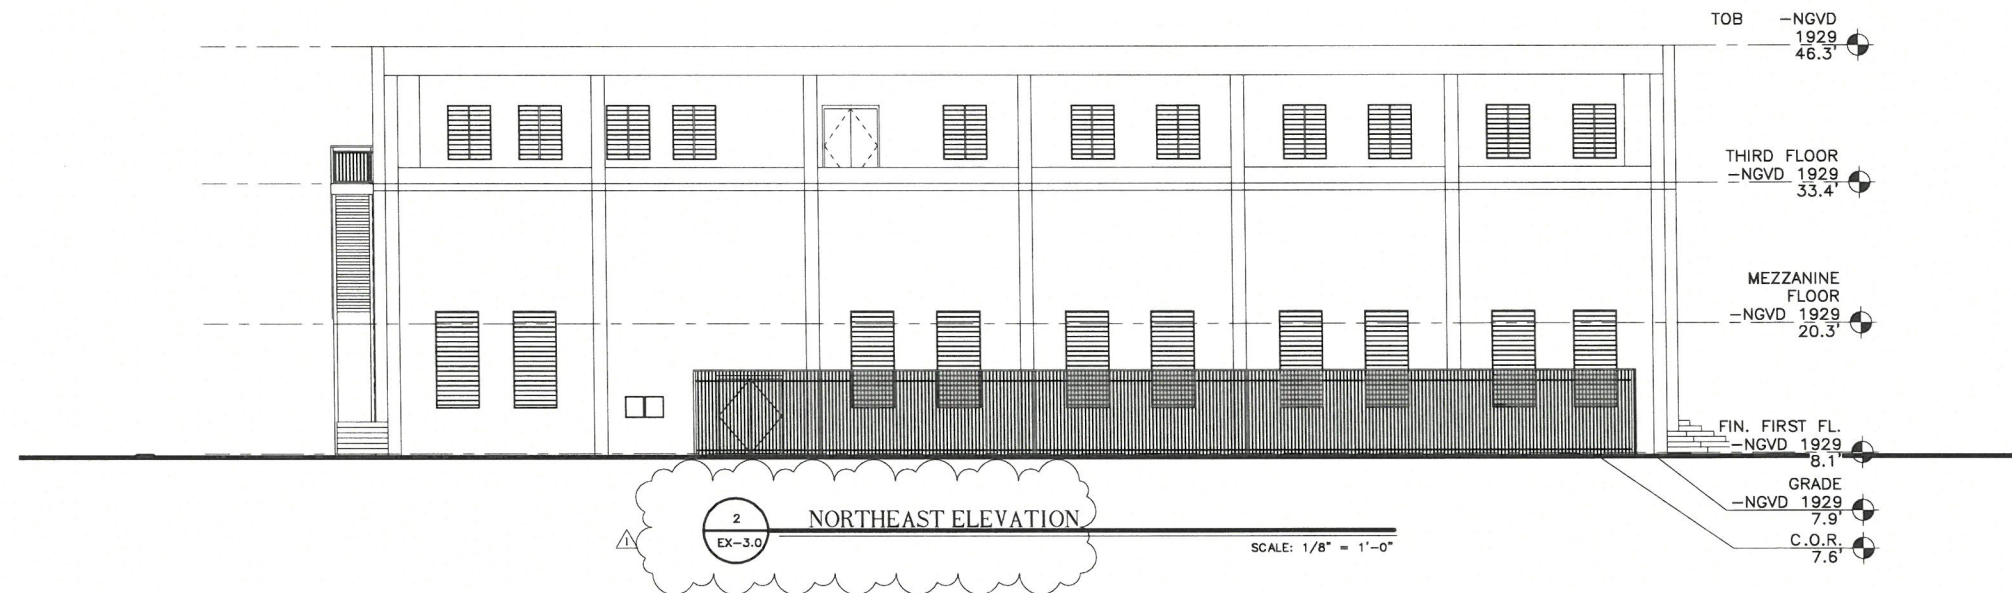 TOB -NGVD
1929
46.3'
THIRD FLOOR
-NGVD 1929
33.4'
MEZZANINE
FLOOR
-NGVD 1929
20.3'
FIN. FIRST FL.
-NGVD 1929
8.1'
GRADE
-NGVD 1929
7.9'
C.O.R.
7.6'
2
EX-3.0
NORTHEAST ELEVATION
SCALE: 1/8" = 1'-0"
1